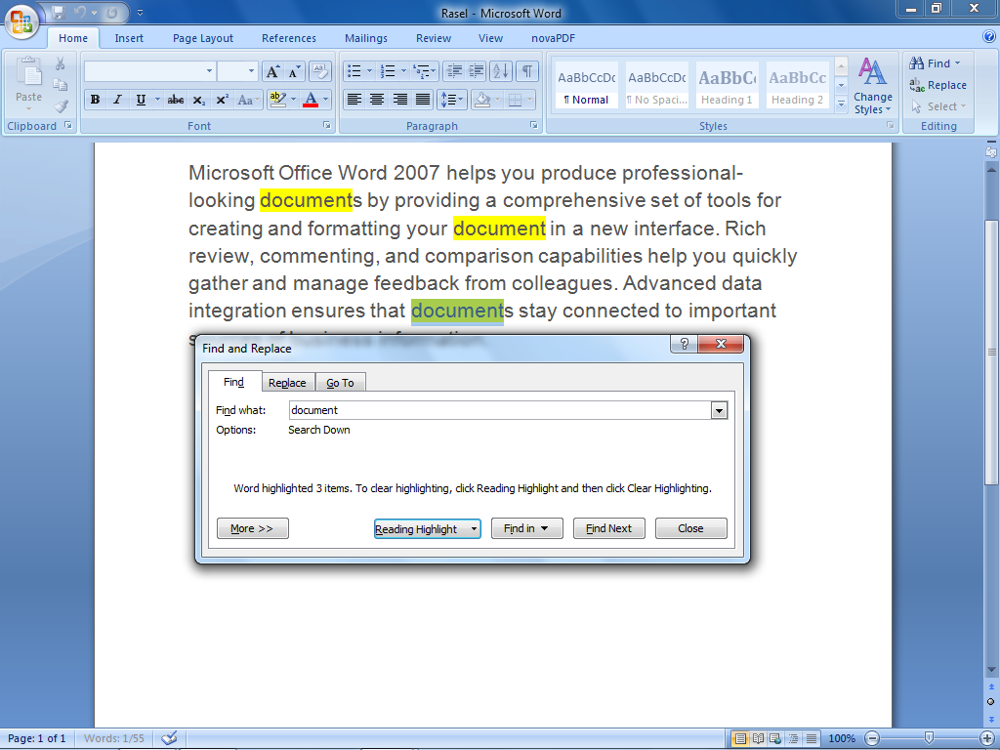 Rasel - Microsoft Word
Home Insert Page Layout References Mailings Review View novaPDF
AaBbCcDc AaBbCcDc AaBbCc AaBbCc
Find
Replace
Select
Paste
¶ Normal ¶ No Spaci... Heading 1 Heading 2
Change
Styles
Clipboard Font Paragraph Styles Editing
Microsoft Office Word 2007 helps you produce professional-
looking documents by providing a comprehensive set of tools for
creating and formatting your document in a new interface. Rich
review, commenting, and comparison capabilities help you quickly
gather and manage feedback from colleagues. Advanced data
integration ensures that documents stay connected to important
Find and Replace
Find Replace Go To
Find what: document
Options: Search Down
Word highlighted 3 items. To clear highlighting, click Reading Highlight and then click Clear Highlighting.
More >> Reading Highlight Find in Find Next Close
Page: 1 of 1 Words: 1/55 100%